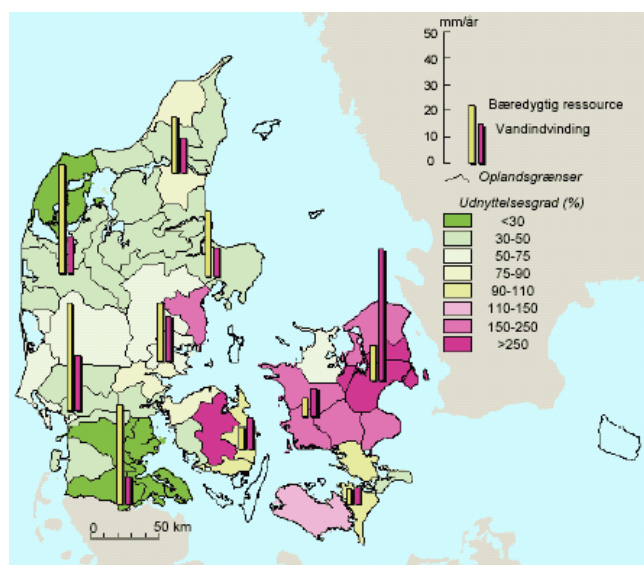 mm/år
50
40
30
20
10
0
Bæredygtig ressource
Vandindvinding
Oplandsgrænser
Udnyttelsesgrad (%)
<30
30-50
50-75
75-90
90-110
110-150
150-250
>250
0 50 km